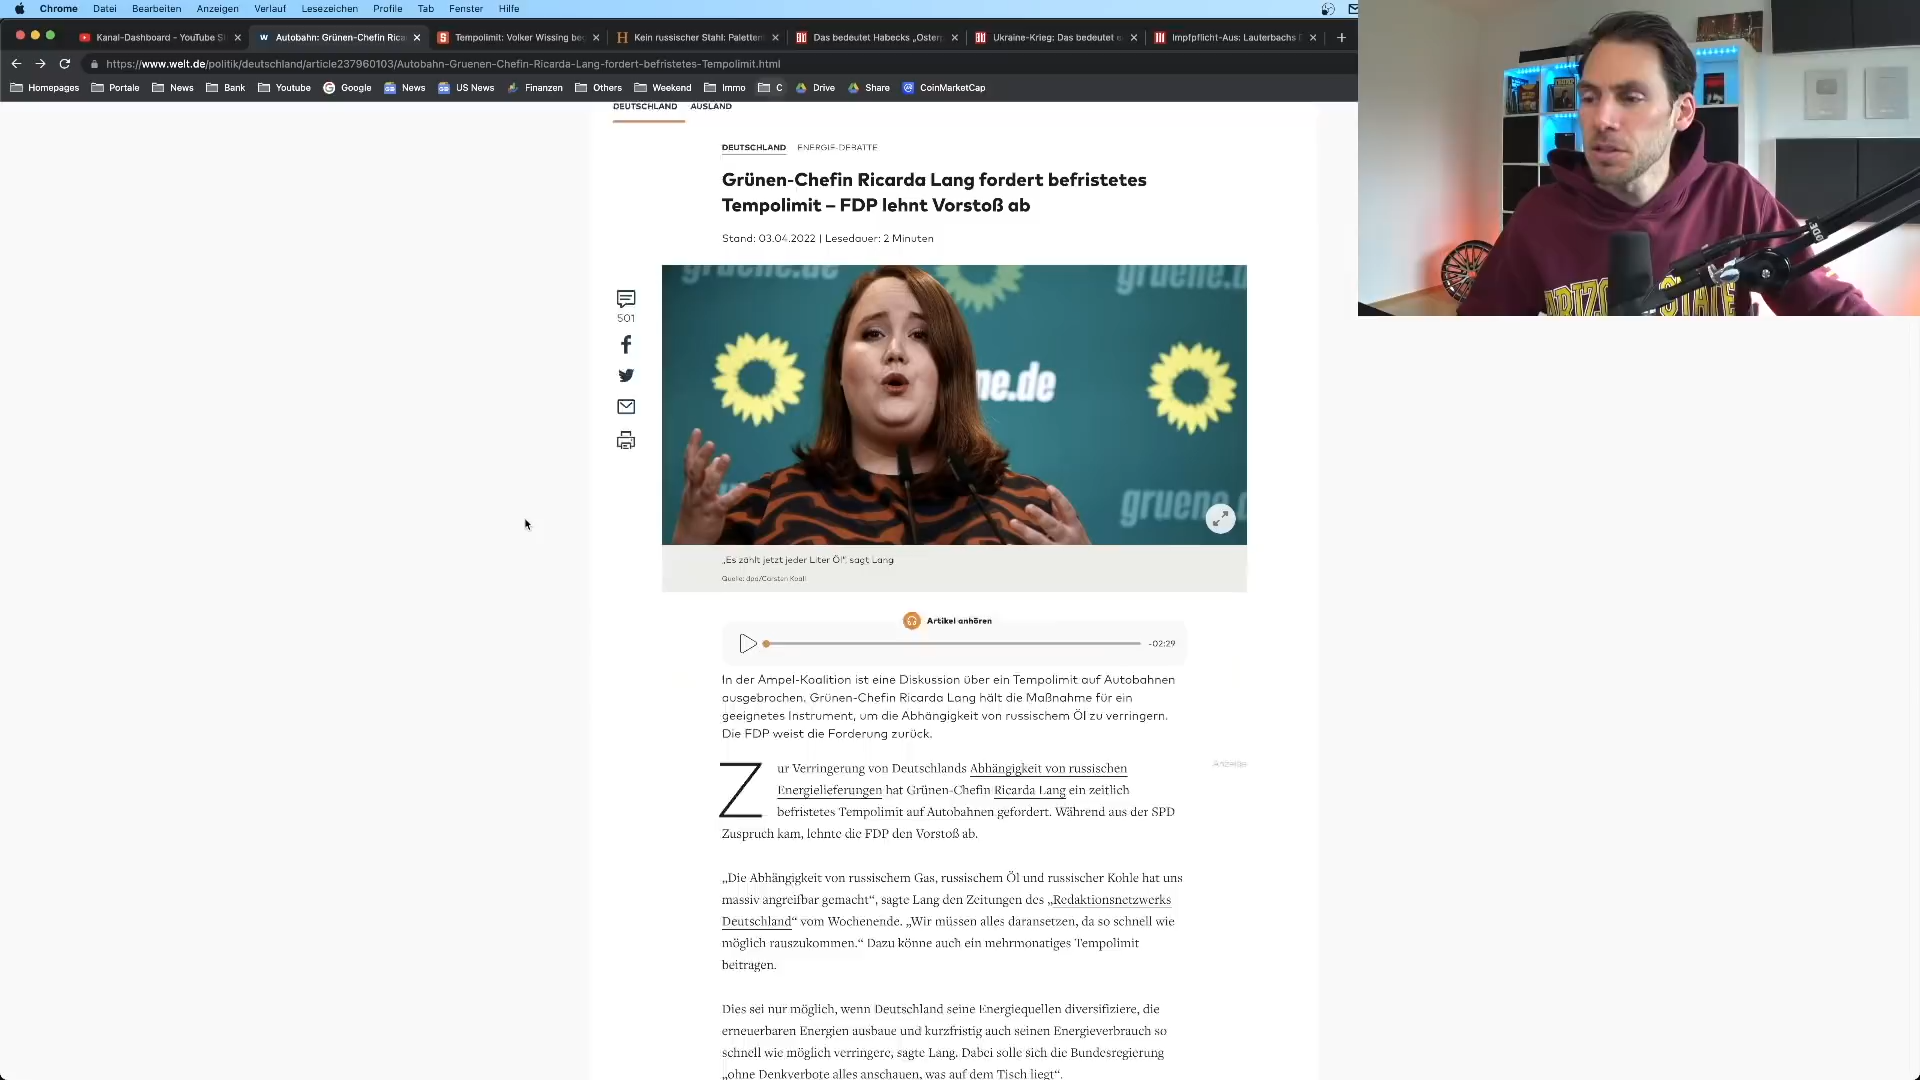 Chrome Datei Bearbeiten Anzeigen Verlauf Lesezeichen Profile Tab Fenster Hilfe
Kanal-Dashboard - YouTube S
Autobahn: Grünen-Chefin Rica
Tempolimit: Volker Wissing be
Kein russischer Stahl: Paletten
Das bedeutet Habecks „Oster
Ukraine-Krieg: Das bedeutet
Impfpflicht-Aus: Lauterbachs
https://www.welt.de/politik/deutschland/article237960103/Autobahn-Gruenen-Chefin-Ricarda-Lang-fordert-befristetes-Tempolimit.html
Homepages Portale News Bank Youtube Google News US News Finanzen Others Weekend Immo C Drive Share CoinMarketCap
DEUTSCHLAND AUSLAND
DEUTSCHLAND ENERGIE-DEBATTE
Grünen-Chefin Ricarda Lang fordert befristetes
Tempolimit – FDP lehnt Vorstoß ab
Stand: 03.04.2022 | Lesedauer: 2 Minuten
501
gruene.de
gruene.
ne.de
gruene.d
„Es zählt jetzt jeder Liter Öl", sagt Lang
Quelle: dpa/Carsten Koall
Artikel anhören
-02:29
In der Ampel-Koalition ist eine Diskussion über ein Tempolimit auf Autobahnen
ausgebrochen. Grünen-Chefin Ricarda Lang hält die Maßnahme für ein
geeignetes Instrument, um die Abhängigkeit von russischem Öl zu verringern.
Die FDP weist die Forderung zurück.
Anzeige
Zur Verringerung von Deutschlands Abhängigkeit von russischen
Energielieferungen hat Grünen-Chefin Ricarda Lang ein zeitlich
befristetes Tempolimit auf Autobahnen gefordert. Während aus der SPD
Zuspruch kam, lehnte die FDP den Vorstoß ab.
„Die Abhängigkeit von russischem Gas, russischem Öl und russischer Kohle hat uns
massiv angreifbar gemacht“, sagte Lang den Zeitungen des „Redaktionsnetzwerks
Deutschland“ vom Wochenende. „Wir müssen alles daransetzen, da so schnell wie
möglich rauszukommen.“ Dazu könne auch ein mehrmonatiges Tempolimit
beitragen.
Dies sei nur möglich, wenn Deutschland seine Energiequellen diversifiziere, die
erneuerbaren Energien ausbaue und kurzfristig auch seinen Energieverbrauch so
schnell wie möglich verringere, sagte Lang. Dabei solle sich die Bundesregierung
„ohne Denkverbote alles anschauen, was auf dem Tisch liegt“.